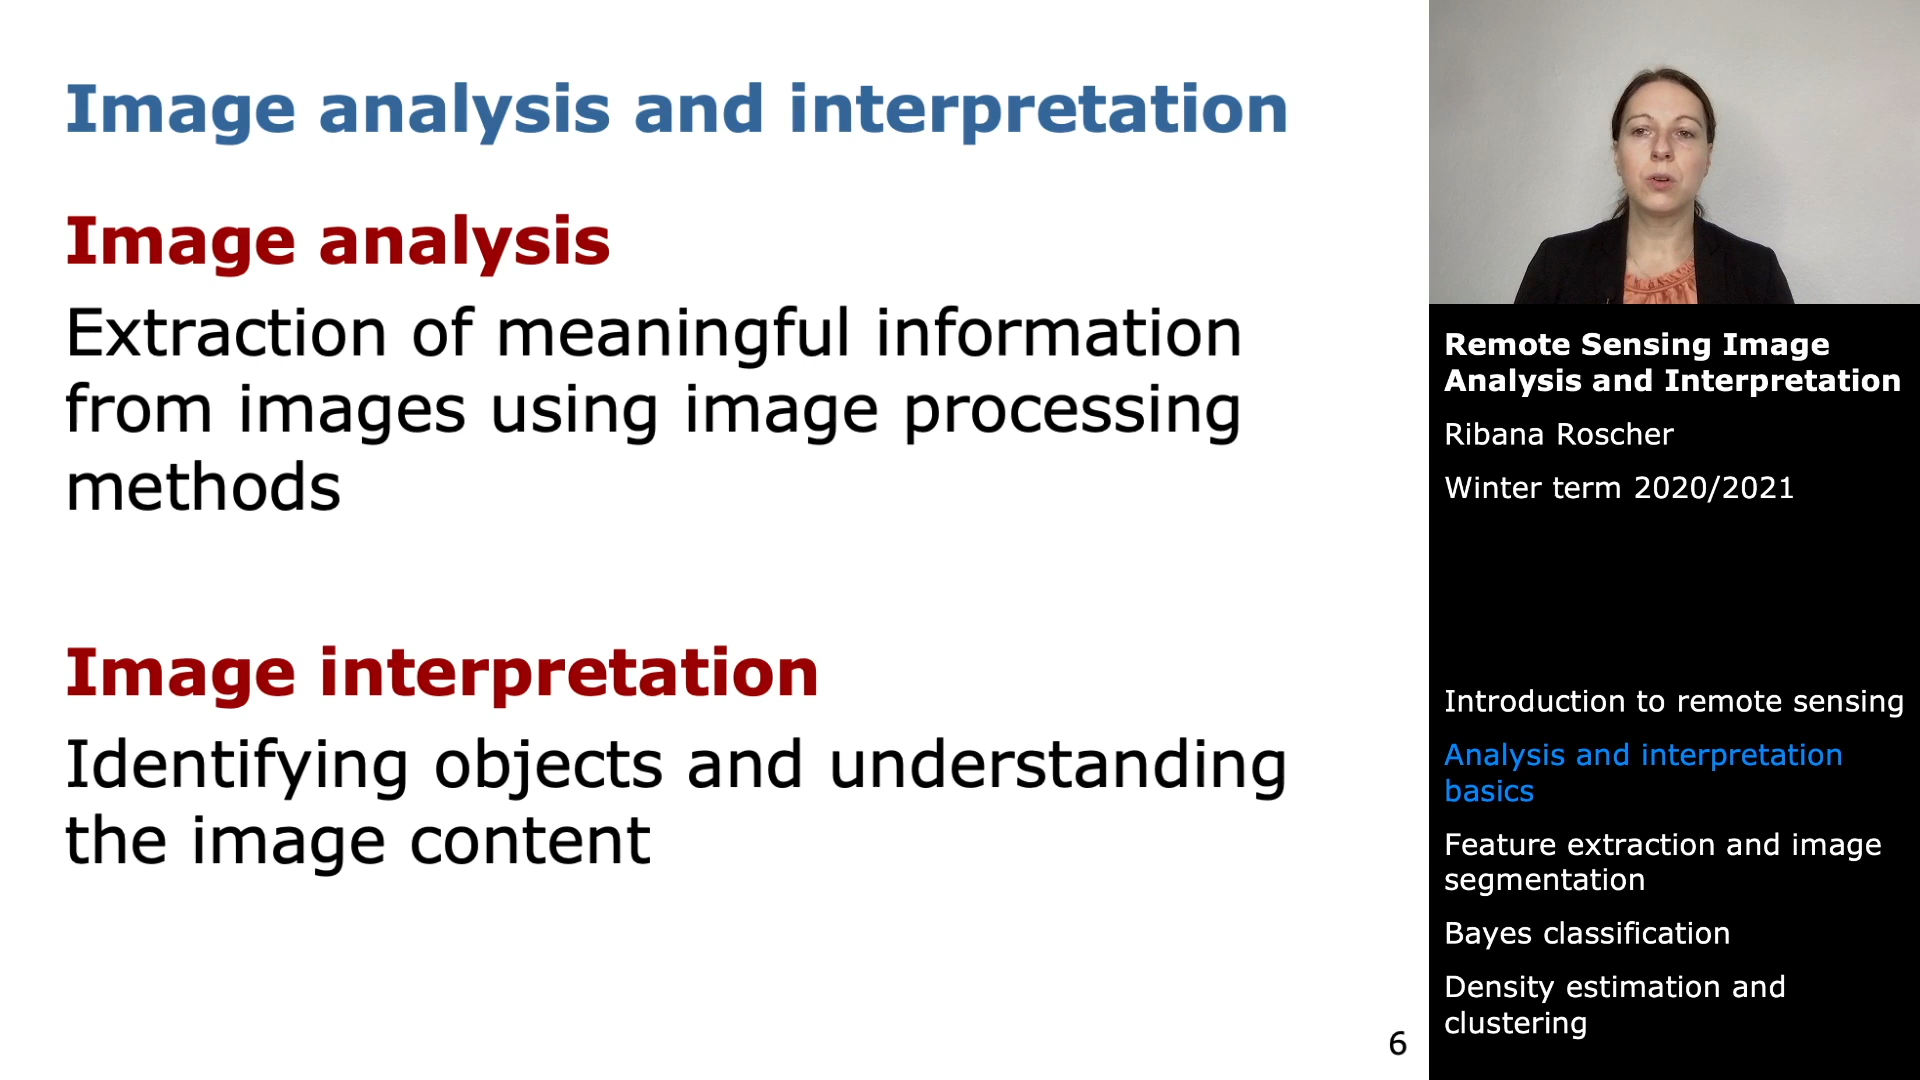 Image analysis and interpretation
Image analysis
Extraction of meaningful information
from images using image processing
methods
Image interpretation
Identifying objects and understanding
the image content
6
Remote Sensing Image
Analysis and Interpretation
Ribana Roscher
Winter term 2020/2021
Introduction to remote sensing
Analysis and interpretation
basics
Feature extraction and image
segmentation
Bayes classification
Density estimation and
clustering